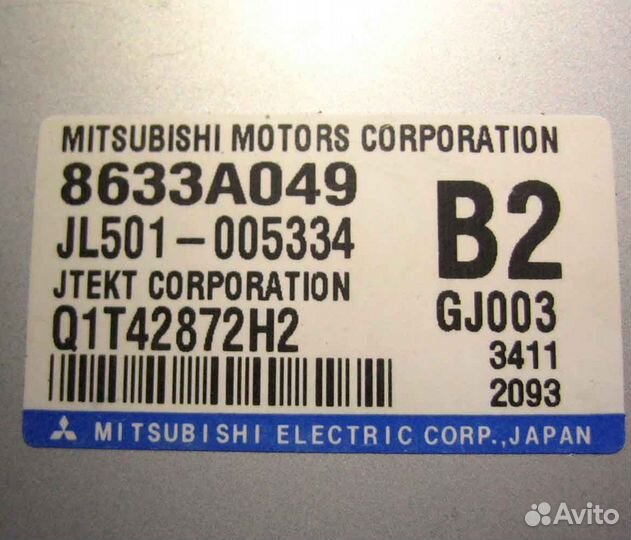 MITSUBISHI MOTORS CORPORATION
8633A049
JL501-005334
JTEKT CORPORATION
Q1T42872H2
B2
GJ003
3411
2093
MITSUBISHI ELECTRIC CORP., JAPAN
Avito